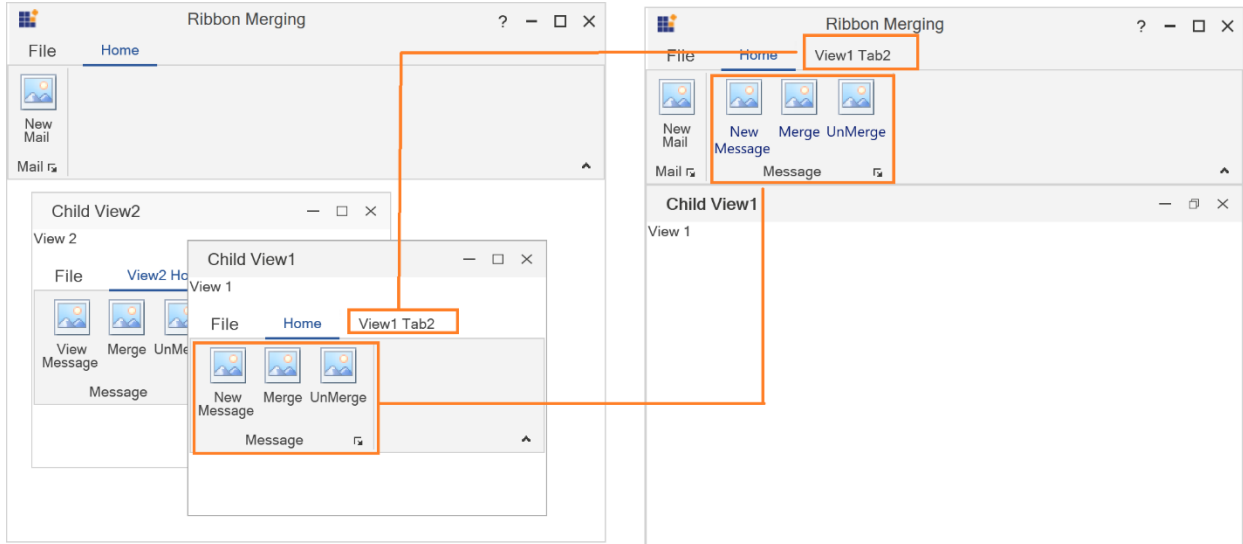 Ribbon Merging
?
File Home
New
Mail
Mail
Child View2
View 2
File View2 Ho
View
Message
Merge UnMe
Message
Child View1
View 1
File Home View1 Tab2
New
Message
Merge UnMerge
Message
Ribbon Merging
?
File Home View1 Tab2
New
Mail
New
Message
Merge UnMerge
Mail Message
Child View1
View 1